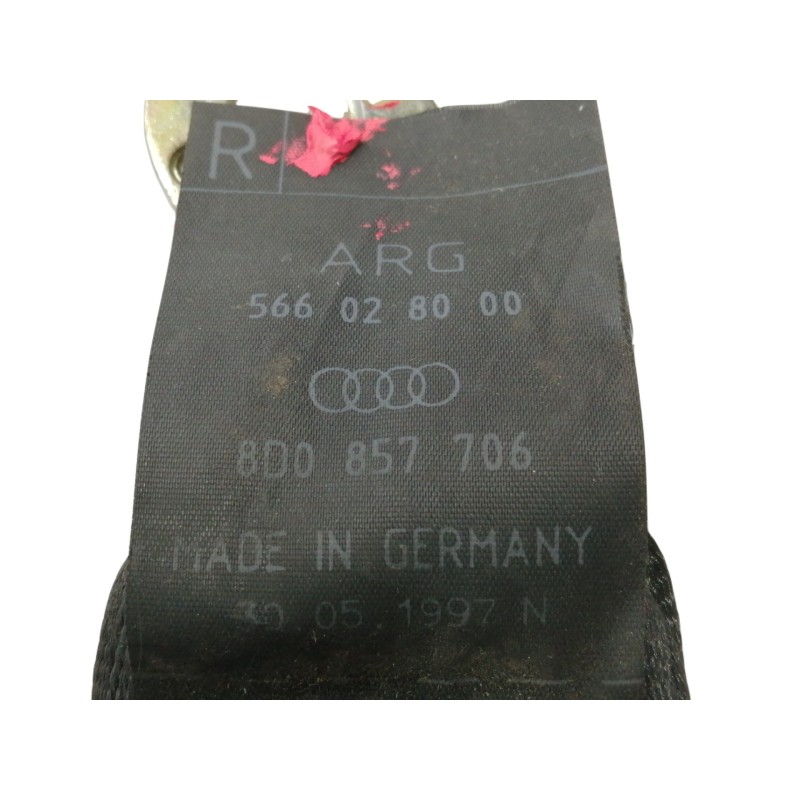 R
ARG
566 02 80 00
8D0 857 706
MADE IN GERMANY
30 05 1997 N